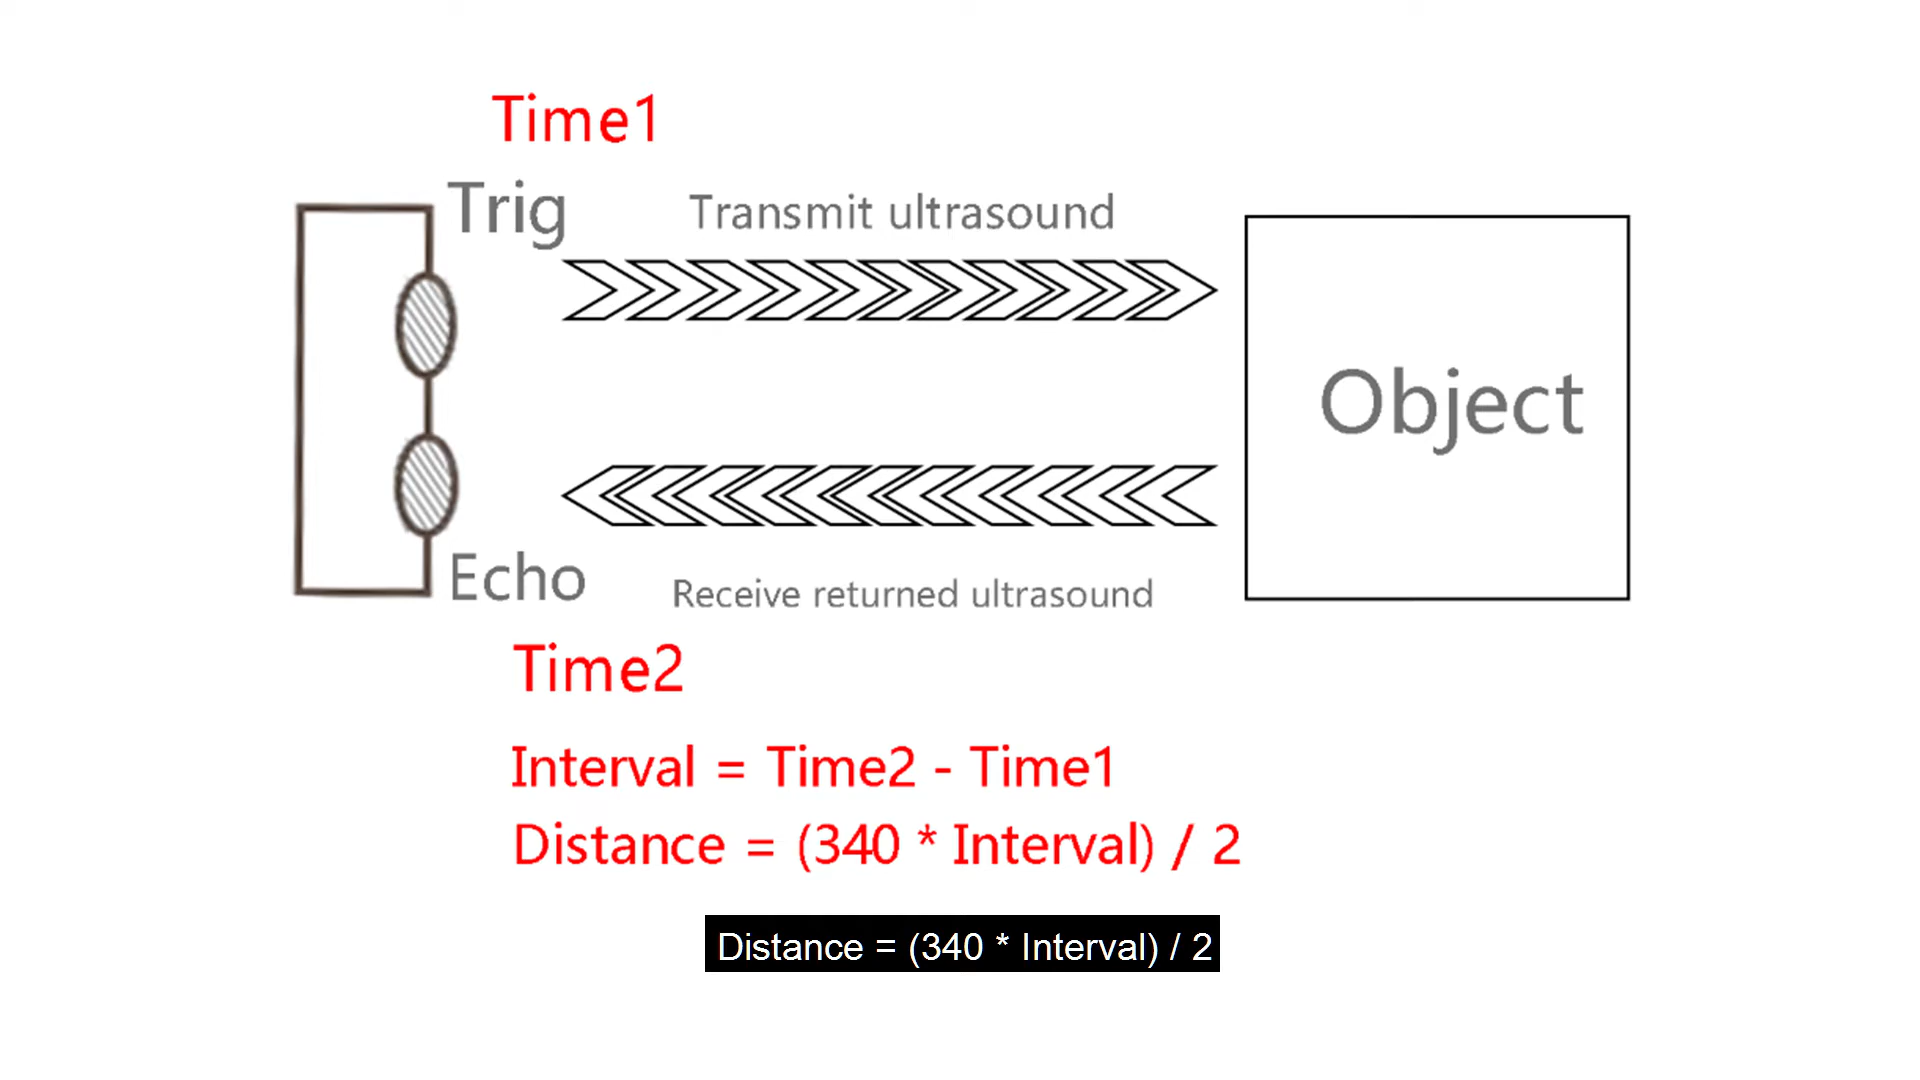 Time1
Trig
Transmit ultrasound
Object
Echo
Receive returned ultrasound
Time2
Interval = Time2 - Time1
Distance = (340 * Interval) / 2
Distance = (340 * Interval) / 2